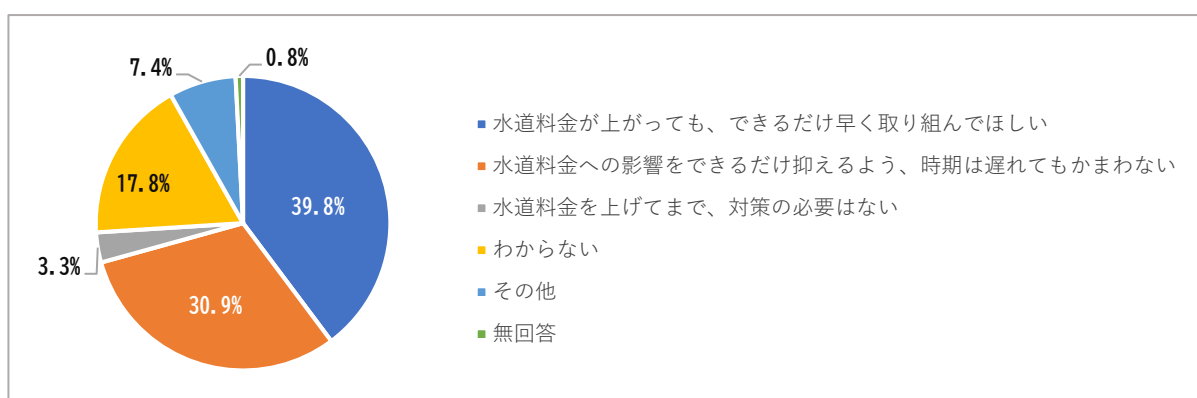 0.8%
7.4%
水道料金が上がっても、できるだけ早く取り組んでほしい
水道料金への影響をできるだけ抑えるよう、時期は遅れてもかまわない
17.8%
39.8%
水道料金を上げてまで、対策の必要はない
わからない
3.3%
その他
30.9%
無回答